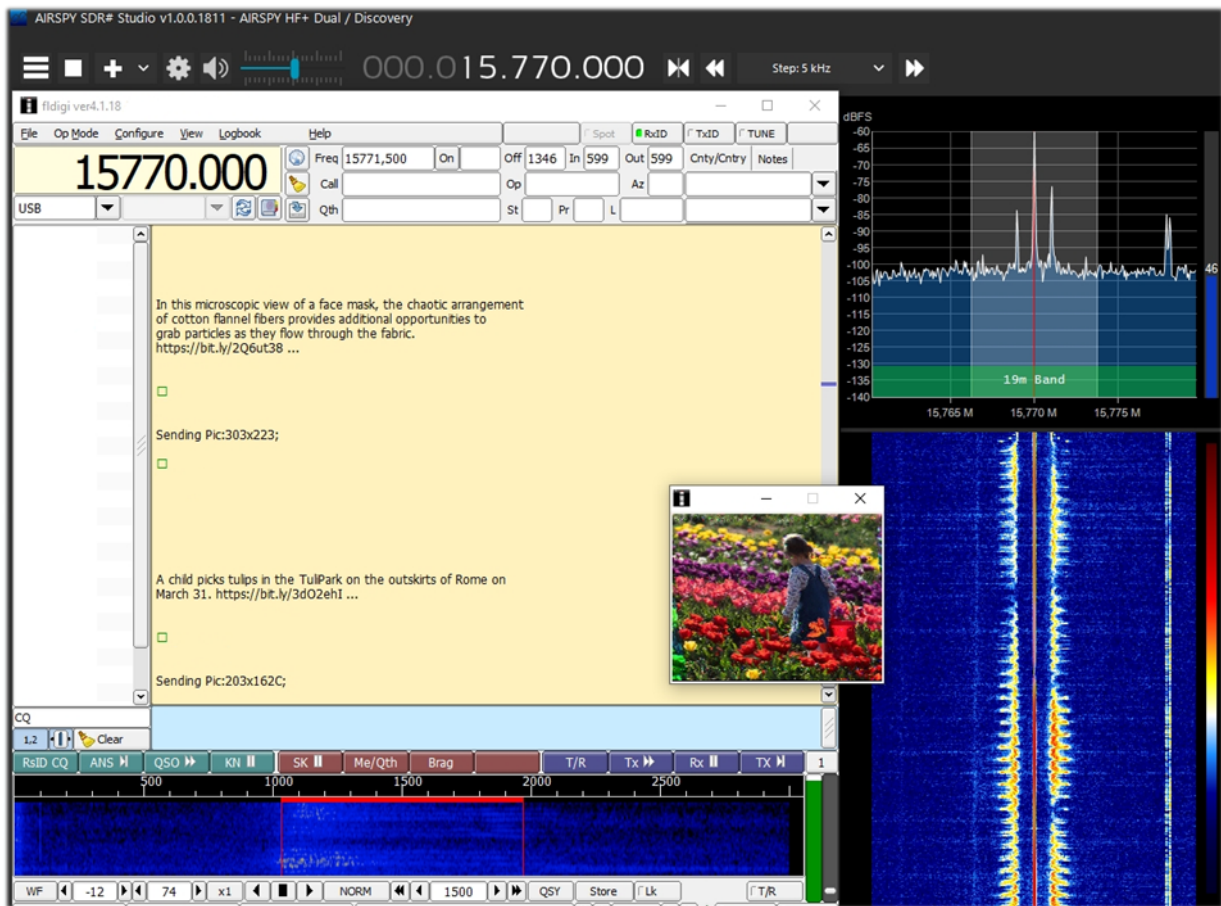 AIRSPY SDR# Studio v1.0.0.1811 - AIRSPY HF+ Dual / Discovery
000.015.770.000
Step: 5 kHz
fldigi ver4.1.18
File Op Mode Configure View Logbook Help
Spot RxID TxID TUNE
15770.000
Freq 15771,500 On Off 1346 In 599 Out 599 Cnty/Cntry Notes
Call Op Az
USB
Qth St Pr L
In this microscopic view of a face mask, the chaotic arrangement
of cotton flannel fibers provides additional opportunities to
grab particles as they flow through the fabric.
https://bit.ly/2Q6ut38 ...
Sending Pic:303x223;
A child picks tulips in the TuliPark on the outskirts of Rome on
March 31. https://bit.ly/3dO2ehI ...
Sending Pic:203x162C;
CQ
1,2 Clear
RsID CQ ANS QSO KN SK Me/Qth Brag T/R Tx Rx TX 1
500 1000 1500 2000 2500
WF -12 74 x1 NORM 1500 QSY Store Lk T/R
dBFS
-60
-65
-70
-75
-80
-85
-90
-95
-100
-105
-110
-115
-120
-125
-130
-135
-140
46
19m Band
15,765 M 15,770 M 15,775 M